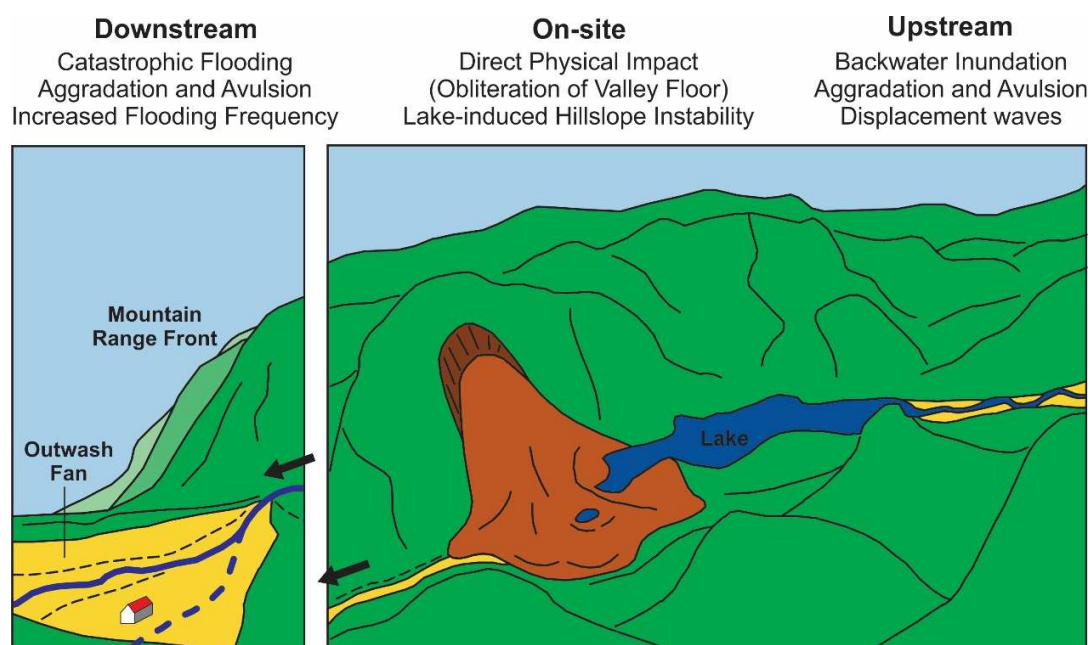 Downstream
Catastrophic Flooding
Aggradation and Avulsion
Increased Flooding Frequency
On-site
Direct Physical Impact
(Obliteration of Valley Floor)
Lake-induced Hillslope Instability
Upstream
Backwater Inundation
Aggradation and Avulsion
Displacement waves
Mountain
Range Front
Outwash
Fan
Lake